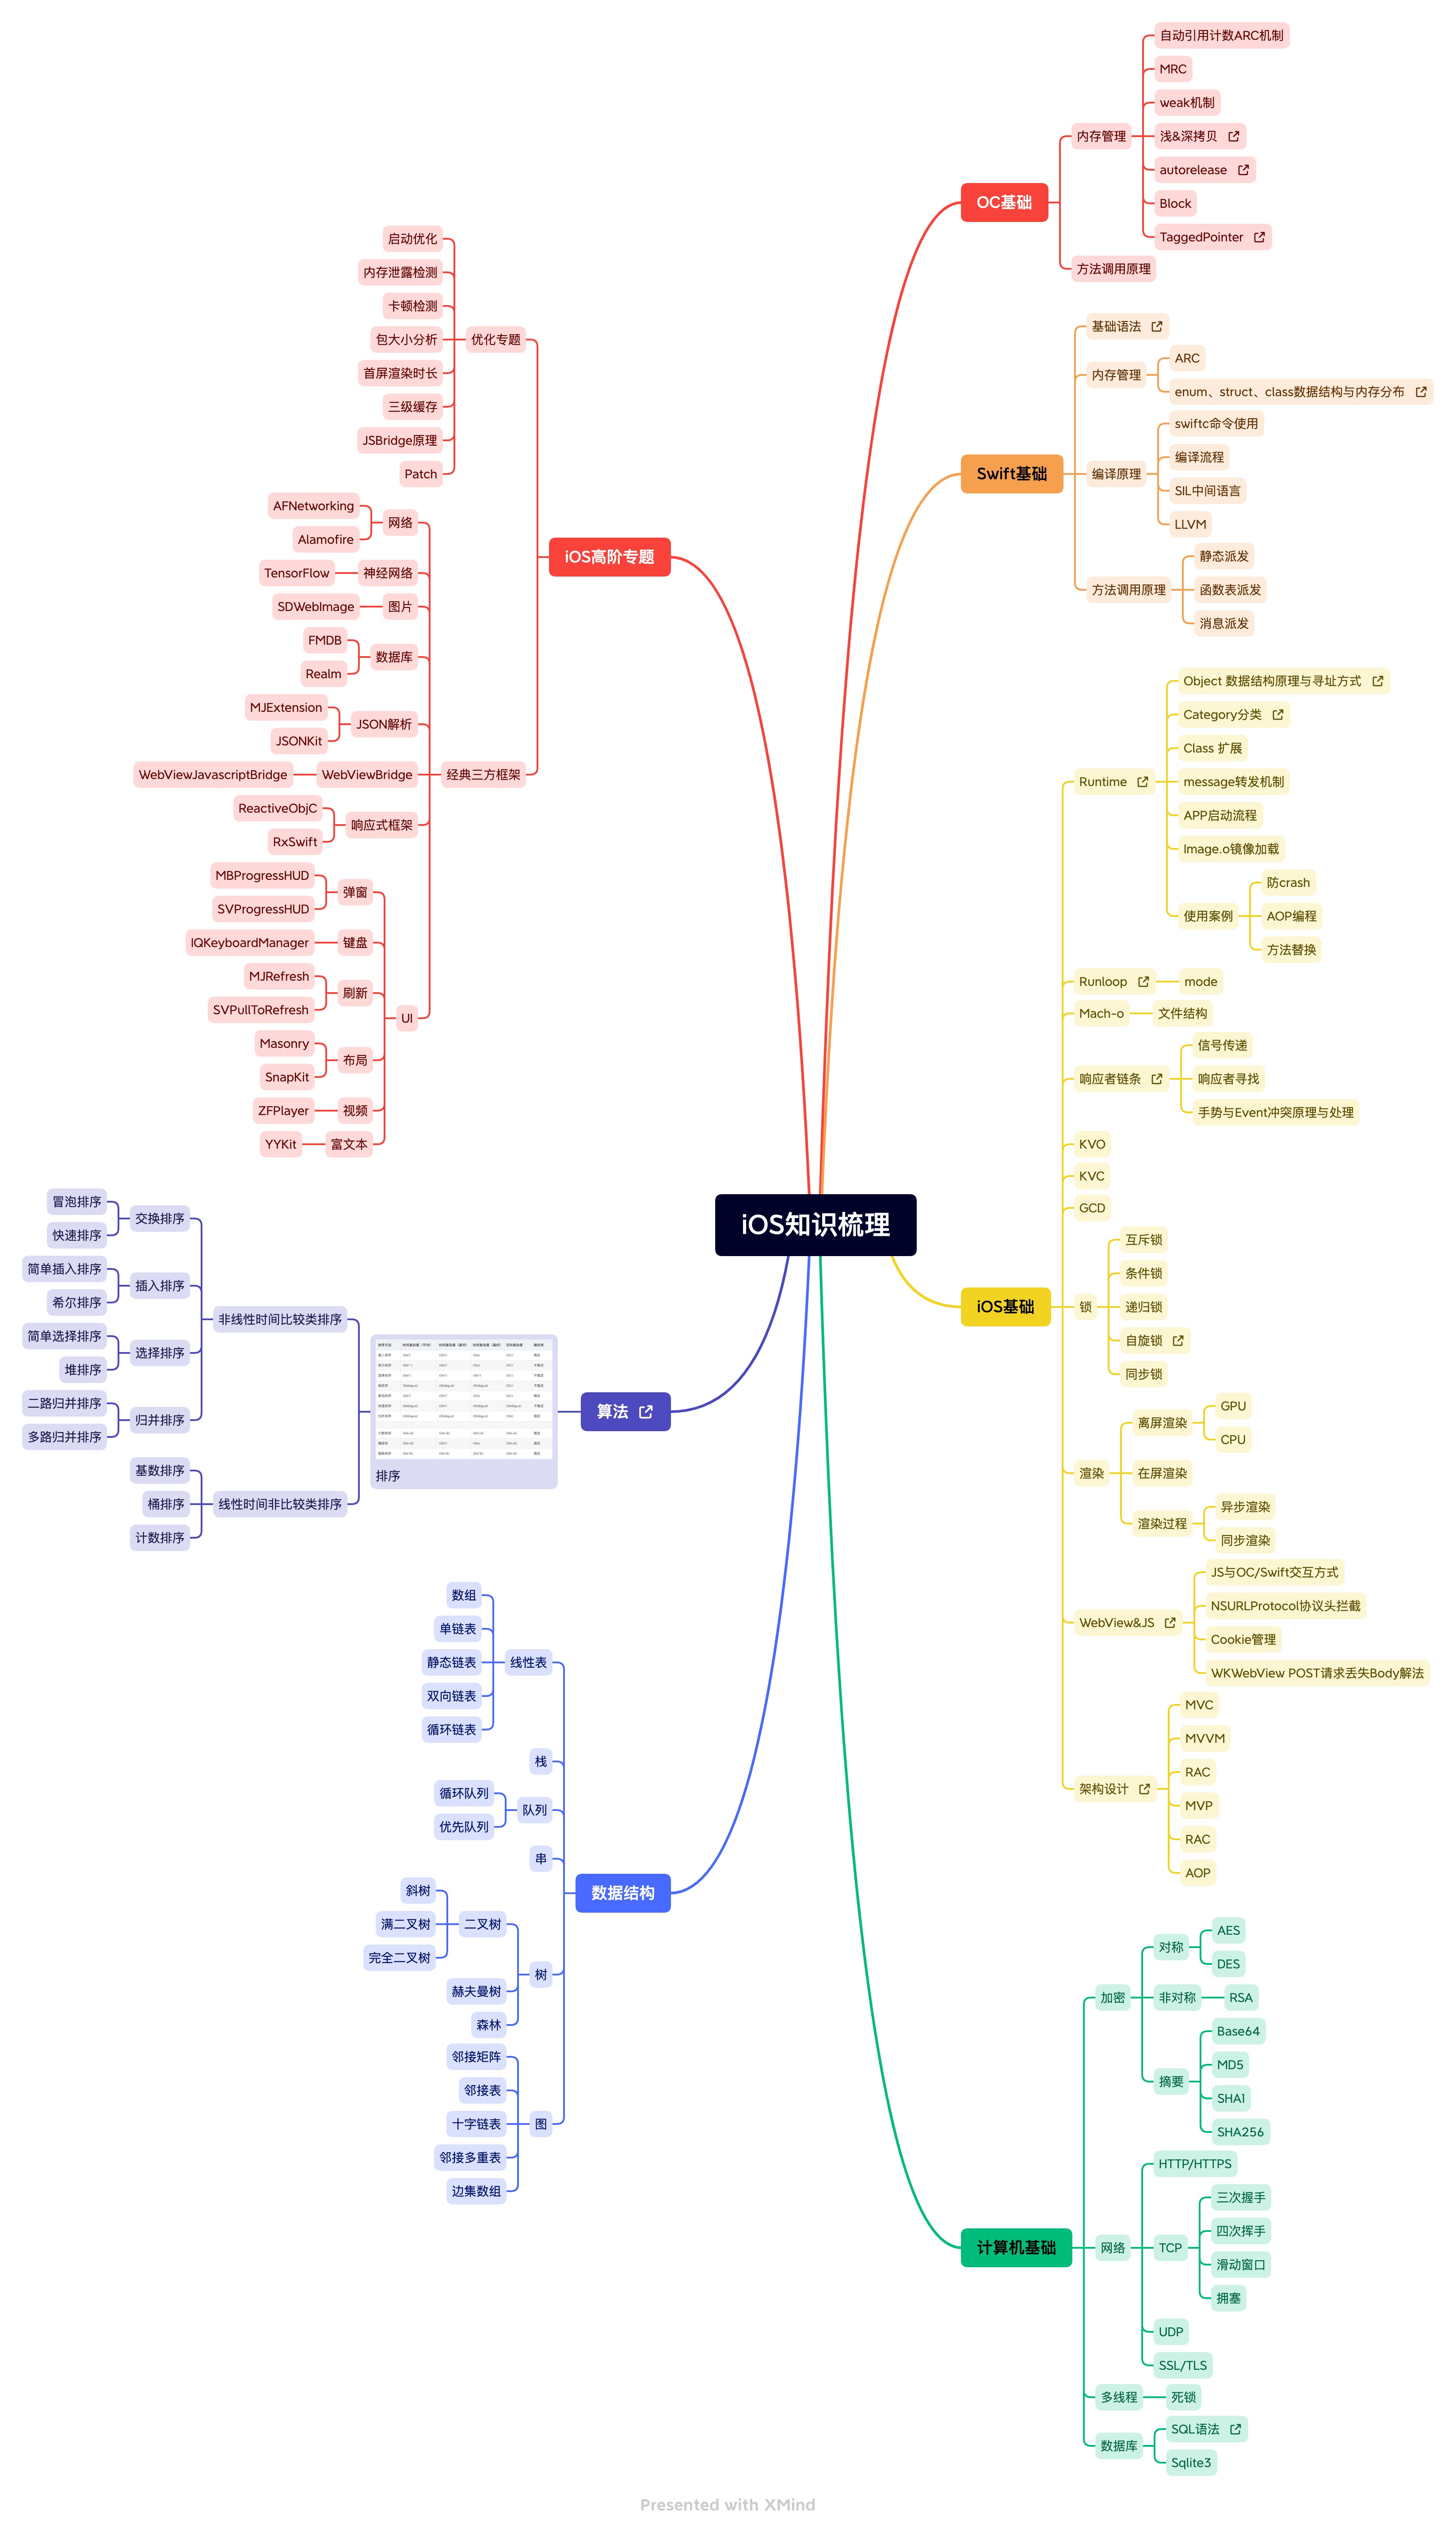 iOS知识梳理
OC基础
内存管理
自动引用计数ARC机制
MRC
weak机制
浅&深拷贝
autorelease
Block
TaggedPointer
方法调用原理
Swift基础
基础语法
内存管理
ARC
enum、struct、class数据结构与内存分布
编译原理
swiftc命令使用
编译流程
SIL中间语言
LLVM
方法调用原理
静态派发
函数表派发
消息派发
iOS基础
Runtime
Object 数据结构原理与寻址方式
Category分类
Class 扩展
message转发机制
APP启动流程
Image.o镜像加载
使用案例
防crash
AOP编程
方法替换
Runloop
mode
Mach-o
文件结构
响应者链条
信号传递
响应者寻找
手势与Event冲突原理与处理
KVO
KVC
GCD
锁
互斥锁
条件锁
递归锁
自旋锁
同步锁
渲染
离屏渲染
GPU
CPU
在屏渲染
渲染过程
异步渲染
同步渲染
WebView&JS
JS与OC/Swift交互方式
NSURLProtocol协议头拦截
Cookie管理
WKWebView POST请求丢失Body解法
架构设计
MVC
MVVM
RAC
MVP
RAC
AOP
计算机基础
加密
对称
AES
DES
非对称
RSA
摘要
Base64
MD5
SHA1
SHA256
网络
HTTP/HTTPS
TCP
三次握手
四次挥手
滑动窗口
拥塞
UDP
SSL/TLS
多线程
死锁
数据库
SQL语法
Sqlite3
iOS高阶专题
优化专题
启动优化
内存泄露检测
卡顿检测
包大小分析
首屏渲染时长
三级缓存
JSBridge原理
Patch
经典三方框架
网络
AFNetworking
Alamofire
神经网络
TensorFlow
图片
SDWebImage
数据库
FMDB
Realm
JSON解析
MJExtension
JSONKit
WebViewBridge
WebViewJavascriptBridge
响应式框架
ReactiveObjC
RxSwift
UI
弹窗
MBProgressHUD
SVProgressHUD
键盘
IQKeyboardManager
刷新
MJRefresh
SVPullToRefresh
布局
Masonry
SnapKit
视频
ZFPlayer
富文本
YYKit
算法
排序
非线性时间比较类排序
交换排序
冒泡排序
快速排序
插入排序
简单插入排序
希尔排序
选择排序
简单选择排序
堆排序
归并排序
二路归并排序
多路归并排序
线性时间非比较类排序
基数排序
桶排序
计数排序
数据结构
线性表
数组
单链表
静态链表
双向链表
循环链表
栈
队列
循环队列
优先队列
串
树
二叉树
斜树
满二叉树
完全二叉树
赫夫曼树
森林
图
邻接矩阵
邻接表
十字链表
邻接多重表
边集数组
Presented with XMind